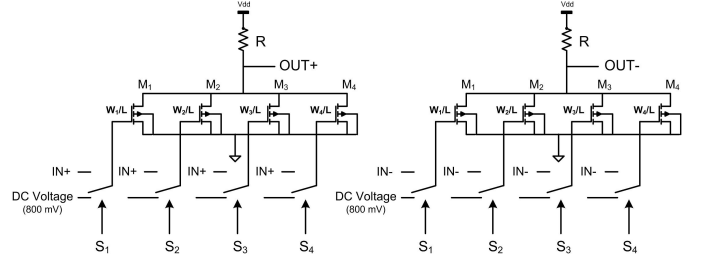 Vdd
R
OUT+
M1 M2 M3 M4
W1/L W2/L W3/L W4/L
IN+ IN+ IN+ IN+
DC Voltage
(800 mV)
S1 S2 S3 S4
Vdd
R
OUT-
M1 M2 M3 M4
W1/L W2/L W3/L W4/L
IN- IN- IN- IN-
DC Voltage
(800 mV)
S1 S2 S3 S4